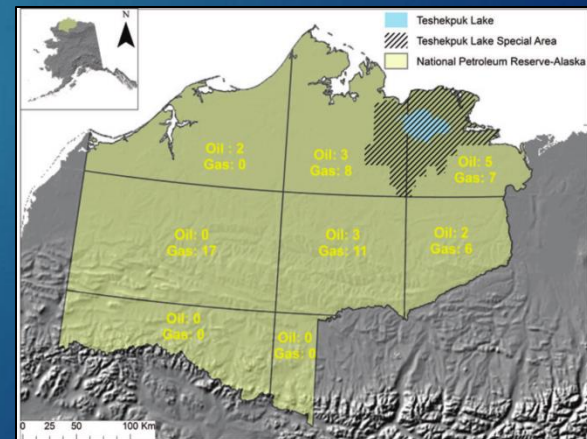 N
Teshekpuk Lake
Teshekpuk Lake Special Area
National Petroleum Reserve-Alaska
Oil : 2
Gas: 0
Oil: 3
Gas: 8
Oil: 5
Gas: 7
Oil: 0
Gas: 17
Oil: 3
Gas: 11
Oil: 2
Gas: 6
Oil: 0
Gas: 0
Oil: 0
Gas: 0
0 25 50 100 Km